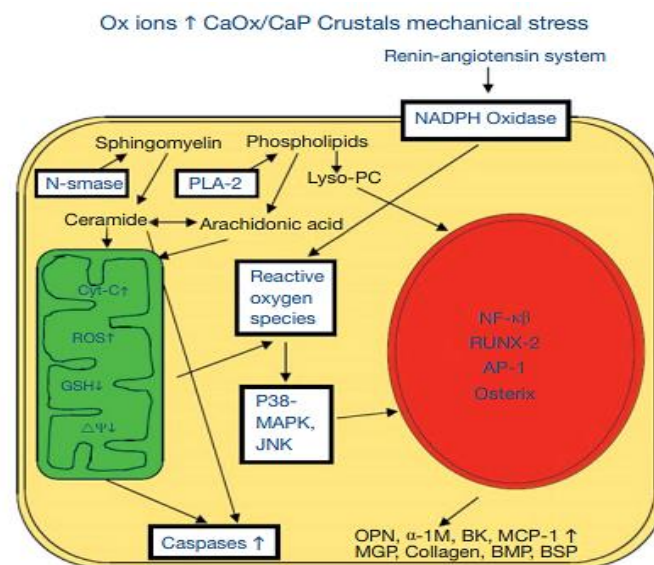 Ox ions ↑ CaOx/CaP Crustals mechanical stress
Renin-angiotensin system
NADPH Oxidase
Sphingomyelin
Phospholipids
N-smase
PLA-2
Lyso-PC
Ceramide
Arachidonic acid
Cyt-C↑
ROS↑
GSH↓
△Ψ↓
Reactive
oxygen
species
P38-
MAPK,
JNK
NF-κβ
RUNX-2
AP-1
Osterix
Caspases ↑
OPN, α-1M, BK, MCP-1 ↑
MGP, Collagen, BMP, BSP